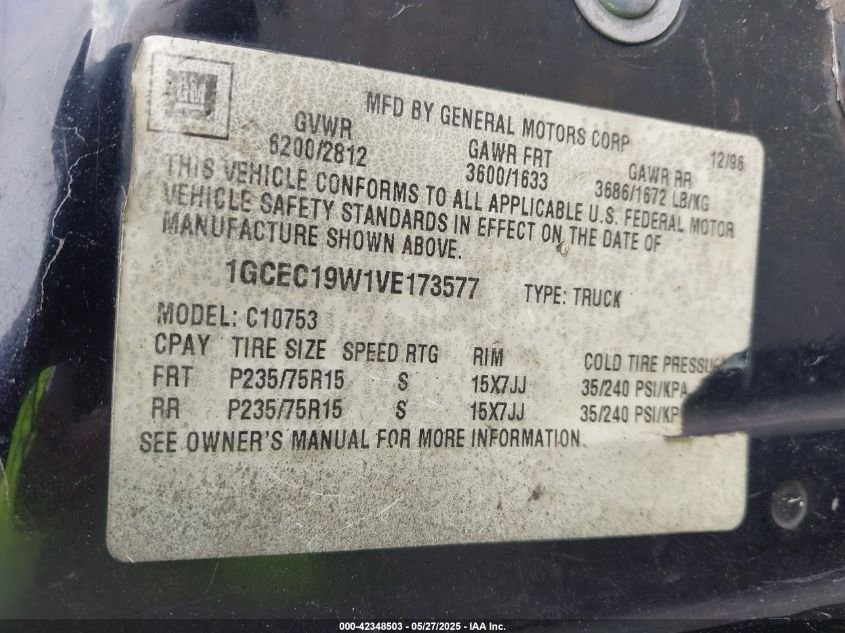 GM
MFD BY GENERAL MOTORS CORP 12/96
GVWR GAWR FRT GAWR RR
6200/2812 3600/1633 3686/1672 LB/KG
THIS VEHICLE CONFORMS TO ALL APPLICABLE U.S. FEDERAL MOTOR
VEHICLE SAFETY STANDARDS IN EFFECT ON THE DATE OF
MANUFACTURE SHOWN ABOVE.
1GCEC19W1VE173577 TYPE: TRUCK
MODEL: C10753
CPAY TIRE SIZE SPEED RTG RIM COLD TIRE PRESSURE
FRT P235/75R15 S 15X7JJ 35/240 PSI/KPA
RR P235/75R15 S 15X7JJ 35/240 PSI/KP
SEE OWNER'S MANUAL FOR MORE INFORMATION.
000-42348503 — 05/27/2025 — IAA Inc.